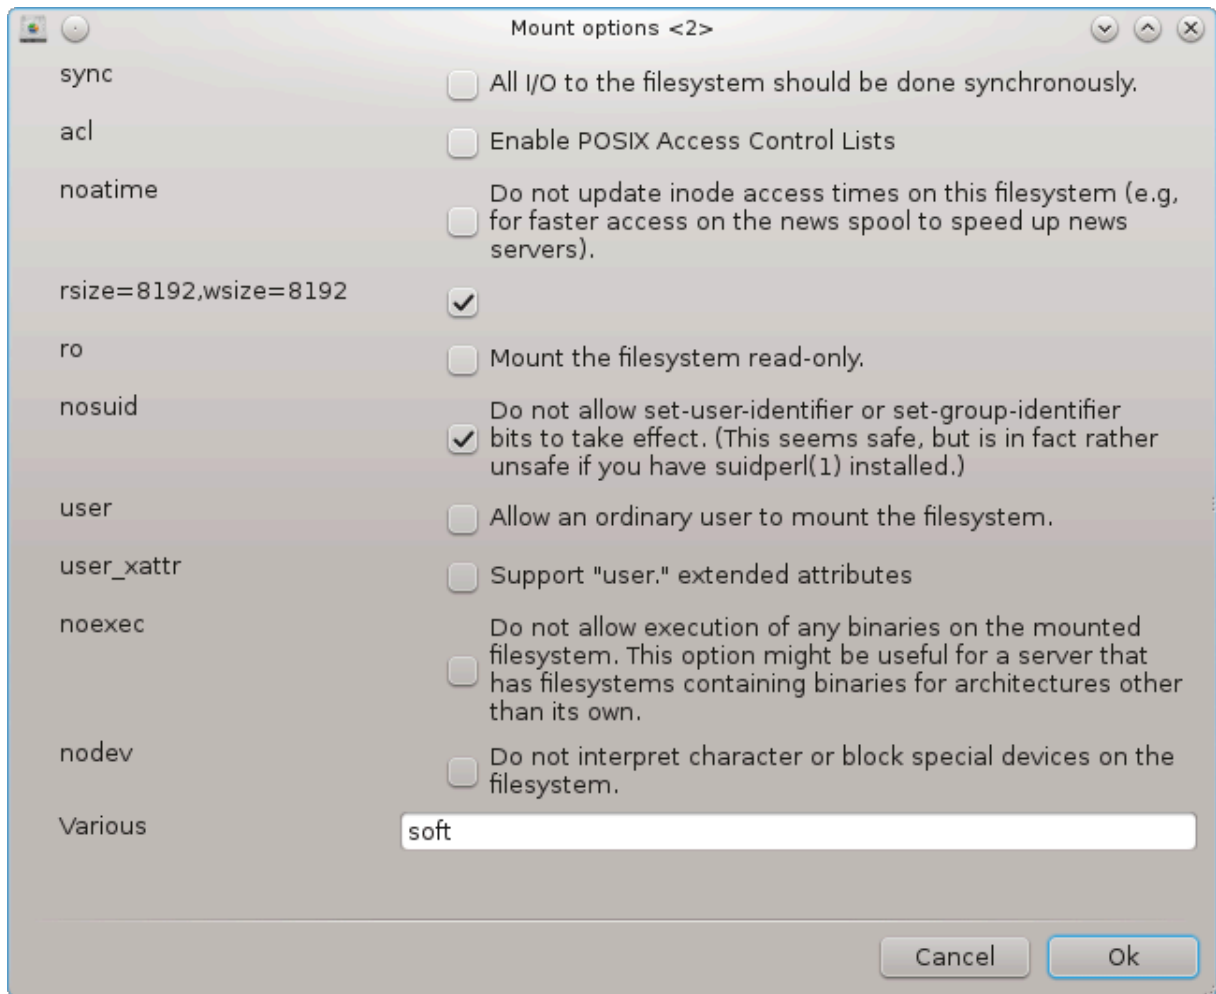 Mount options <2>
sync
All I/O to the filesystem should be done synchronously.
acl
Enable POSIX Access Control Lists
noatime
Do not update inode access times on this filesystem (e.g,
for faster access on the news spool to speed up news
servers).
rsize=8192,wsize=8192
ro
Mount the filesystem read-only.
nosuid
Do not allow set-user-identifier or set-group-identifier
bits to take effect. (This seems safe, but is in fact rather
unsafe if you have suidperl(1) installed.)
user
Allow an ordinary user to mount the filesystem.
user_xattr
Support "user." extended attributes
noexec
Do not allow execution of any binaries on the mounted
filesystem. This option might be useful for a server that
has filesystems containing binaries for architectures other
than its own.
nodev
Do not interpret character or block special devices on the
filesystem.
Various
soft
Cancel
Ok